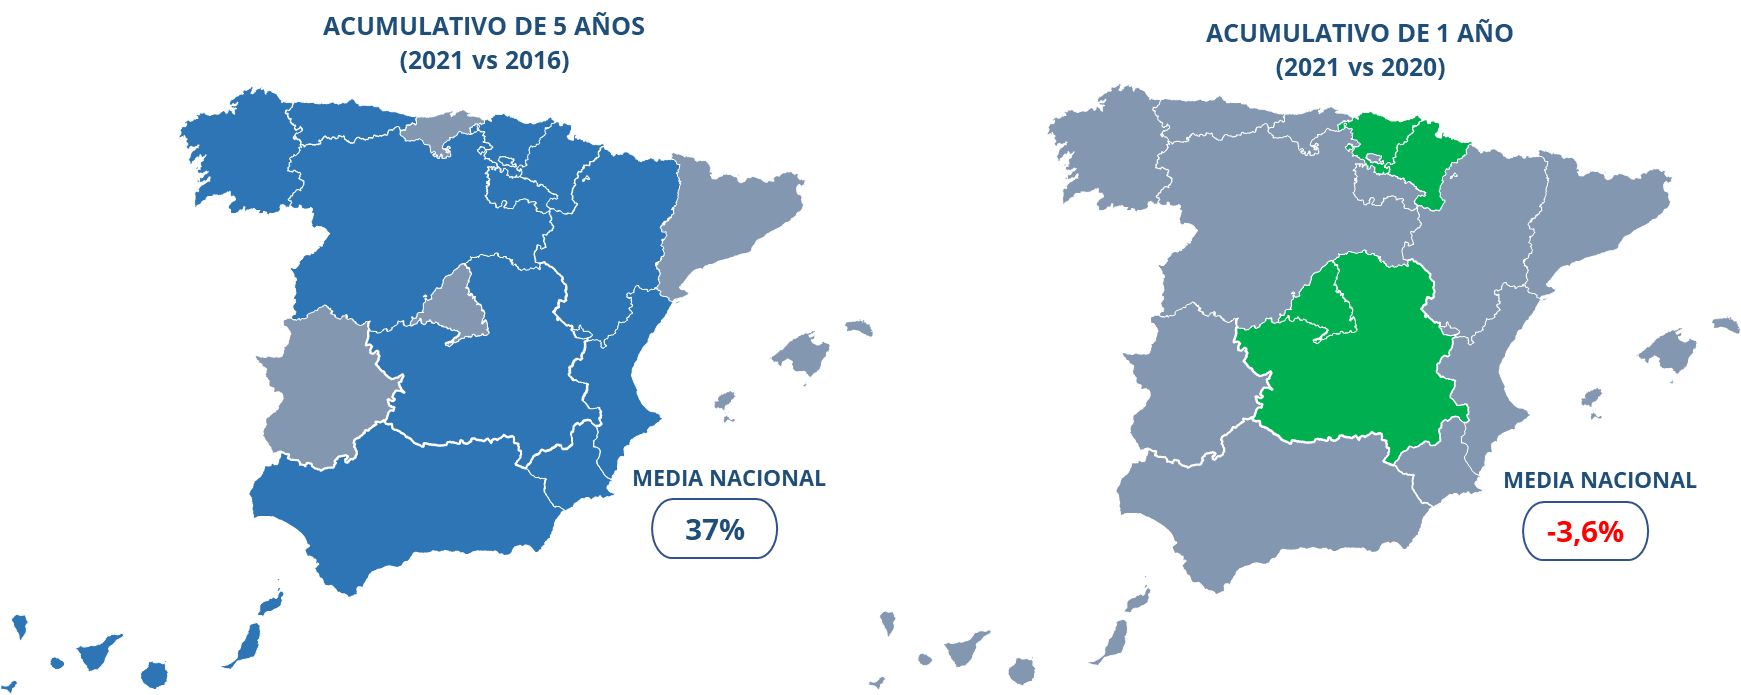 ACUMULATIVO DE 5 AÑOS
(2021 vs 2016)
MEDIA NACIONAL
37%
ACUMULATIVO DE 1 AÑO
(2021 vs 2020)
MEDIA NACIONAL
-3,6%